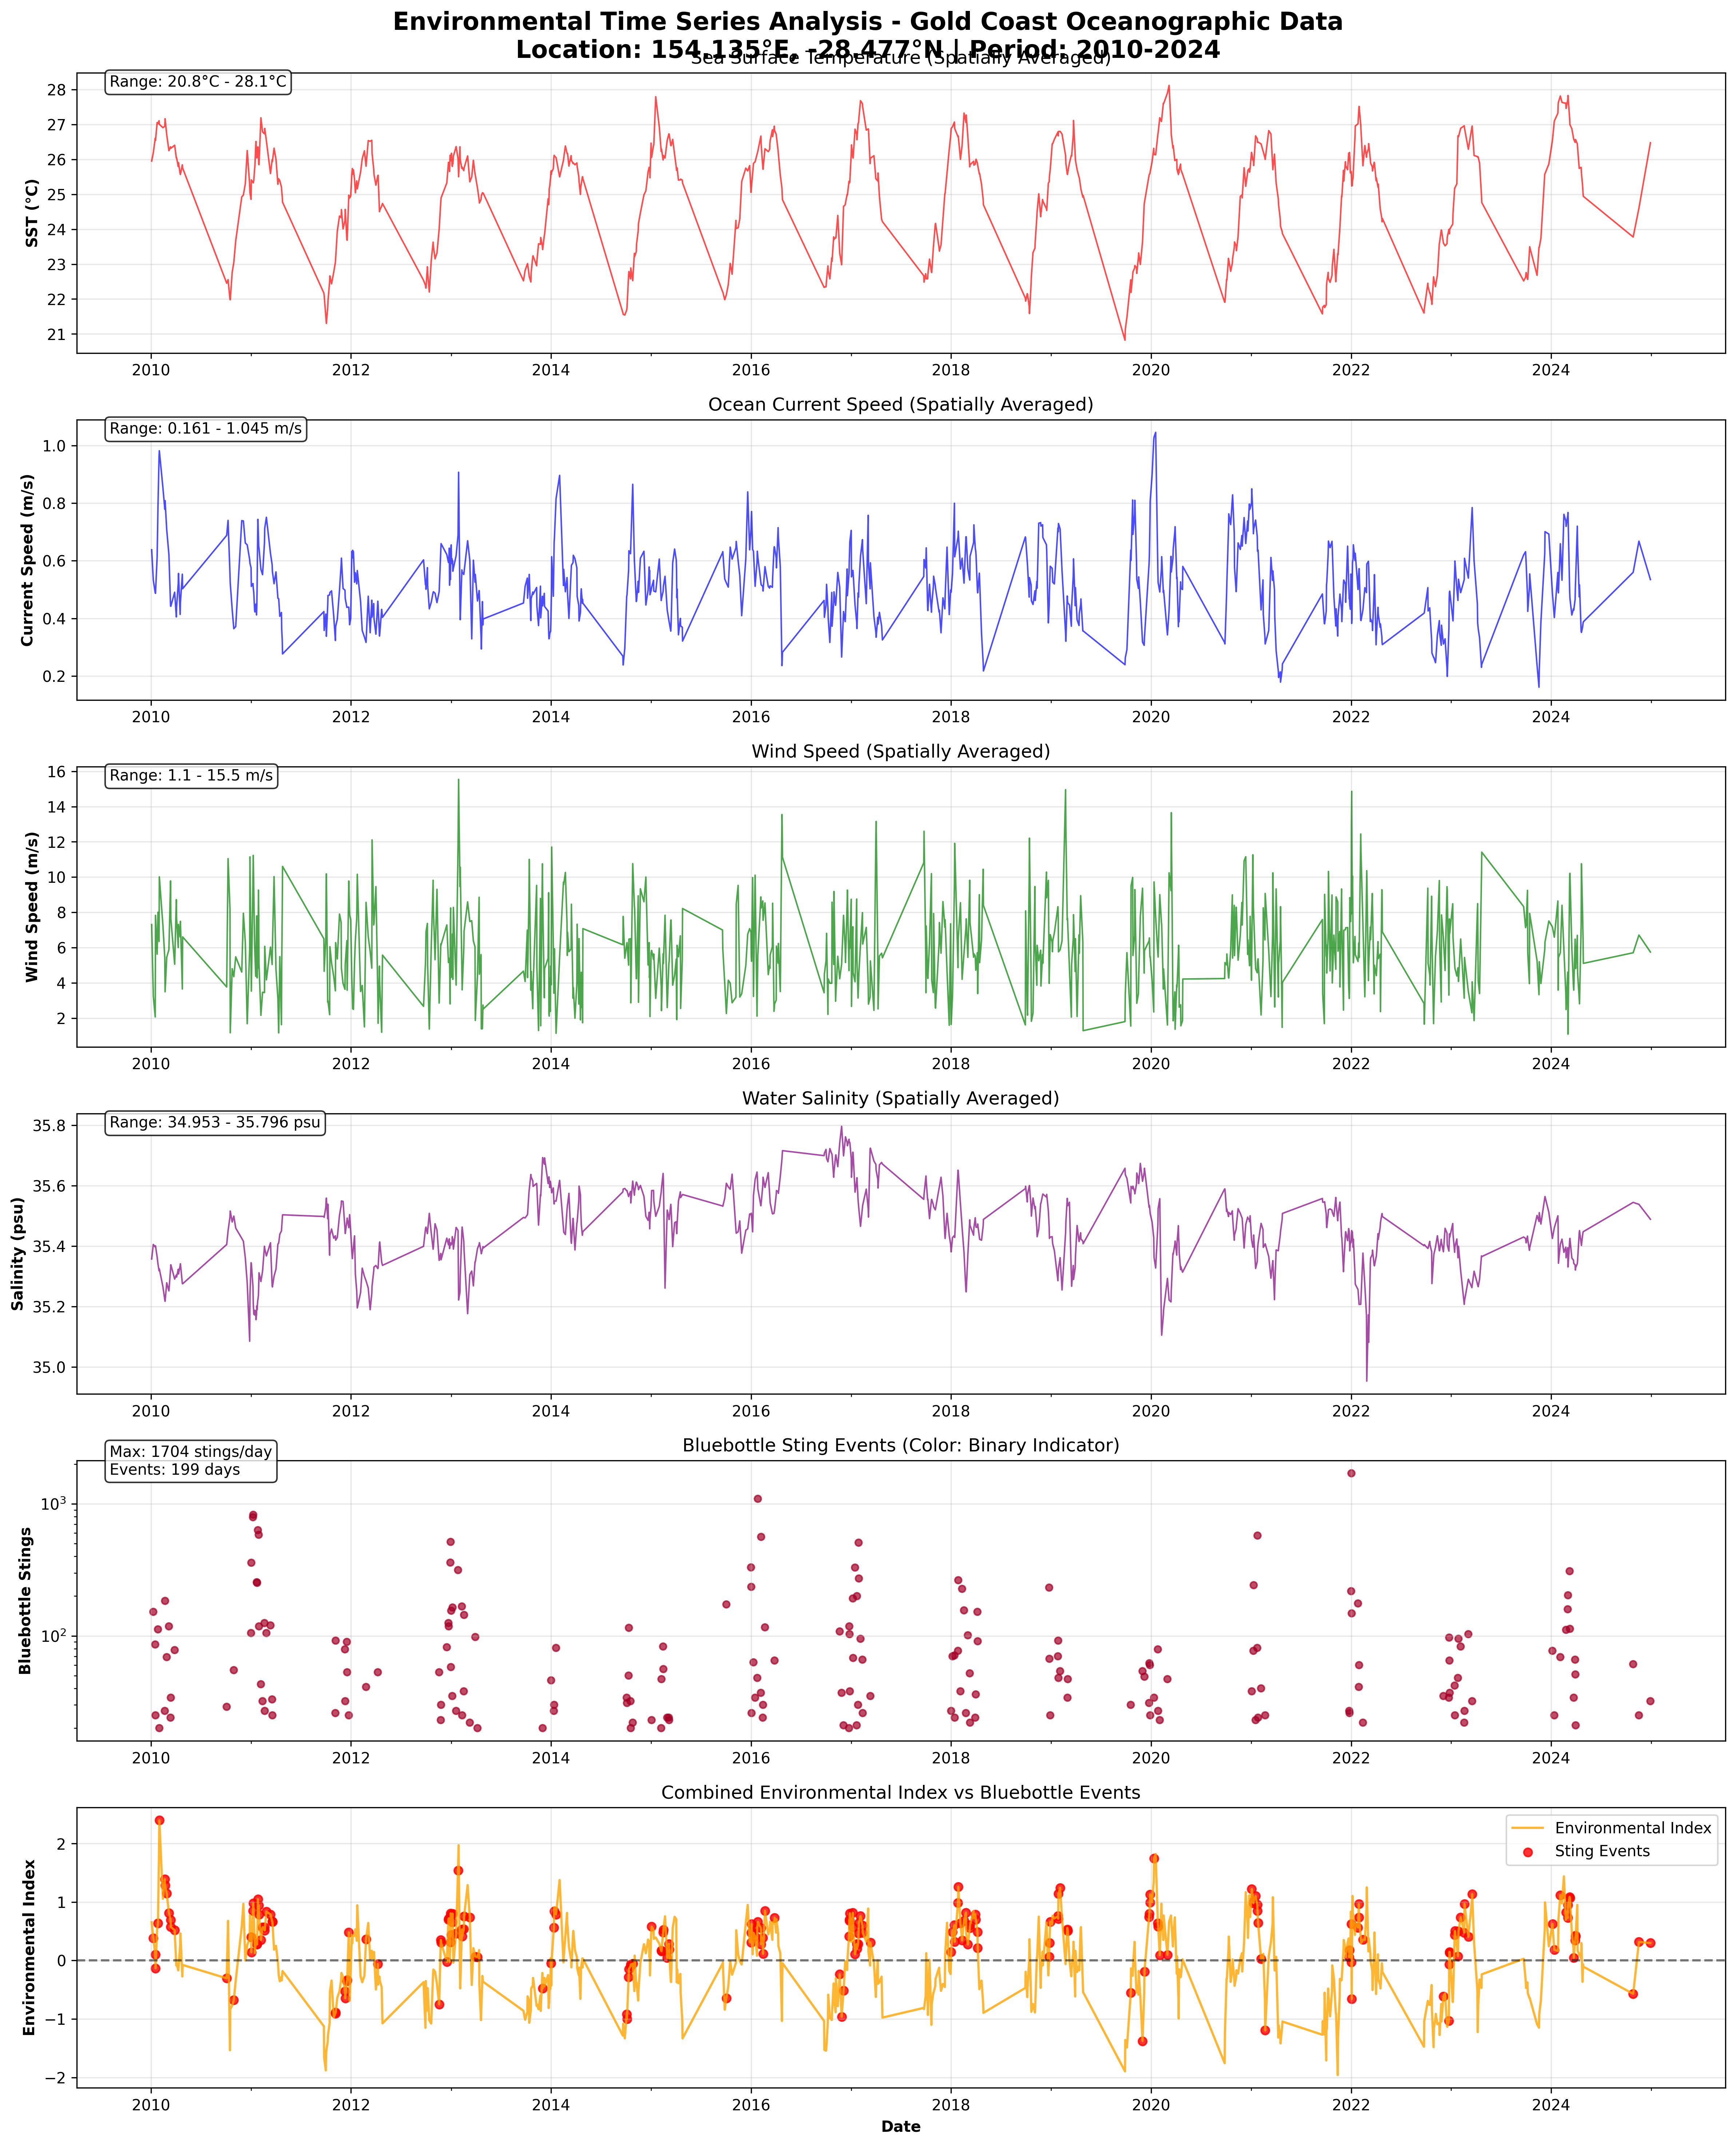 Environmental Time Series Analysis - Gold Coast Oceanographic Data
Location: 154.135°E, -28.477°N | Period: 2010-2024
Sea Surface Temperature (Spatially Averaged)
Range: 20.8°C - 28.1°C
SST (°C)
28
27
26
25
24
23
22
21
2010 2012 2014 2016 2018 2020 2022 2024
Ocean Current Speed (Spatially Averaged)
Range: 0.161 - 1.045 m/s
Current Speed (m/s)
1.0
0.8
0.6
0.4
0.2
2010 2012 2014 2016 2018 2020 2022 2024
Wind Speed (Spatially Averaged)
Range: 1.1 - 15.5 m/s
Wind Speed (m/s)
16
14
12
10
8
6
4
2
2010 2012 2014 2016 2018 2020 2022 2024
Water Salinity (Spatially Averaged)
Range: 34.953 - 35.796 psu
Salinity (psu)
35.8
35.6
35.4
35.2
35.0
2010 2012 2014 2016 2018 2020 2022 2024
Bluebottle Sting Events (Color: Binary Indicator)
Max: 1704 stings/day
Events: 199 days
Bluebottle Stings
10³
10²
2010 2012 2014 2016 2018 2020 2022 2024
Combined Environmental Index vs Bluebottle Events
Environmental Index
Sting Events
Environmental Index
2
1
0
−1
−2
2010 2012 2014 2016 2018 2020 2022 2024
Date